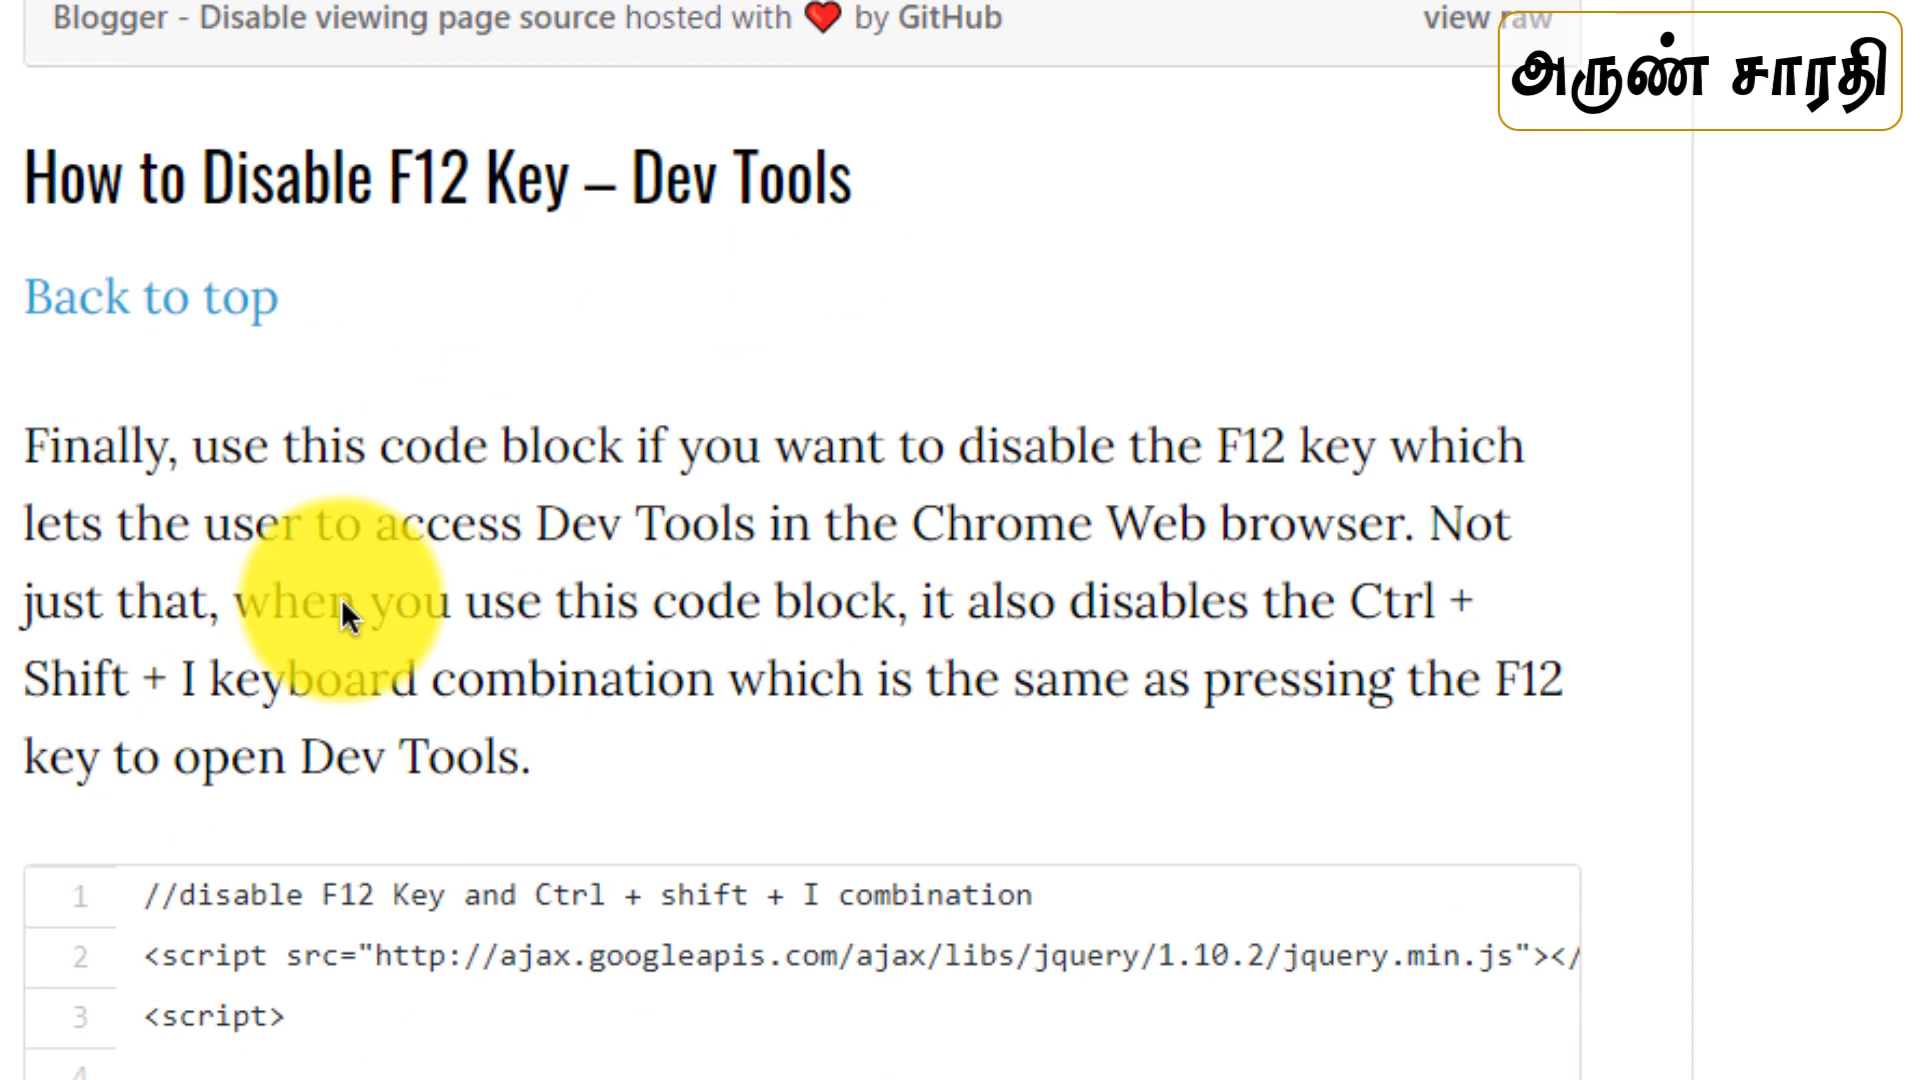 Blogger - Disable viewing page source hosted with ❤ by GitHub
view raw
அருண் சாரதி
How to Disable F12 Key – Dev Tools
Back to top
Finally, use this code block if you want to disable the F12 key which
lets the user to access Dev Tools in the Chrome Web browser. Not
just that, when you use this code block, it also disables the Ctrl +
Shift + I keyboard combination which is the same as pressing the F12
key to open Dev Tools.
1 //disable F12 Key and Ctrl + shift + I combination
2 <script src="http://ajax.googleapis.com/ajax/libs/jquery/1.10.2/jquery.min.js"></
3 <script>
4